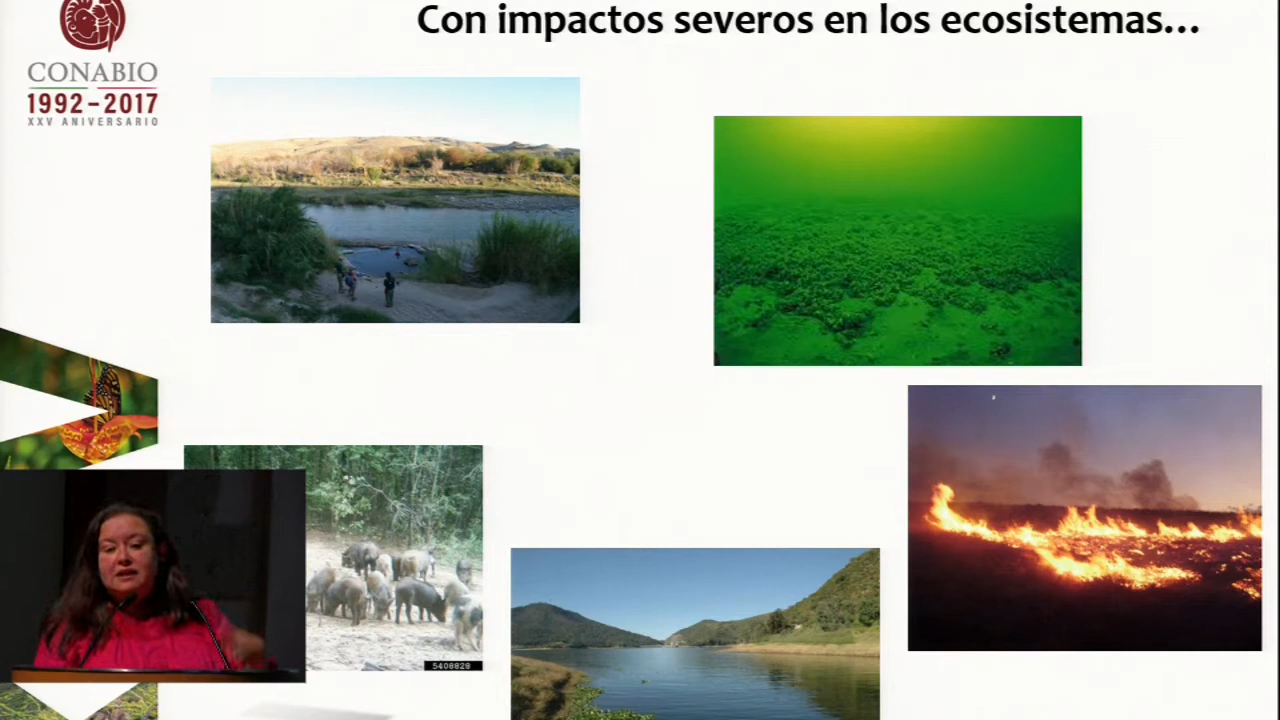 Con impactos severos en los ecosistemas...
CONABIO
1992-2017
XXV ANIVERSARIO
5408828